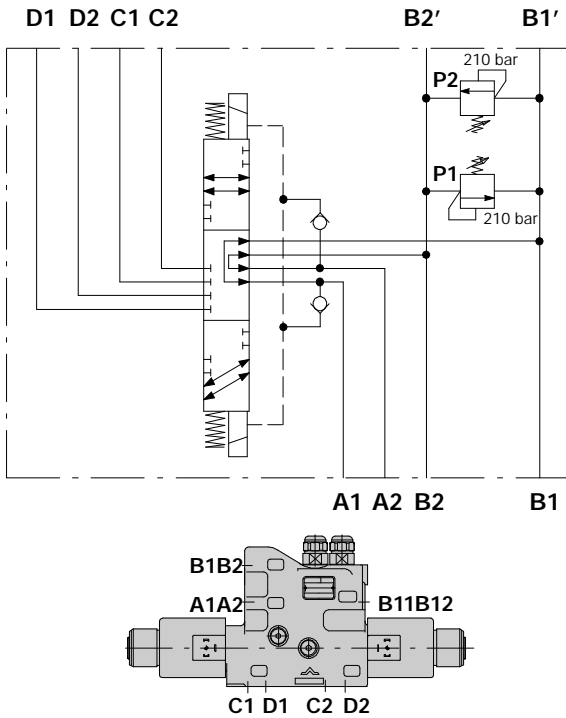 D1 D2 C1 C2 B2' B1'
210 bar
P2
P1
210 bar
A1 A2 B2 B1
B1B2
A1A2
B11B12
C1 D1 C2 D2